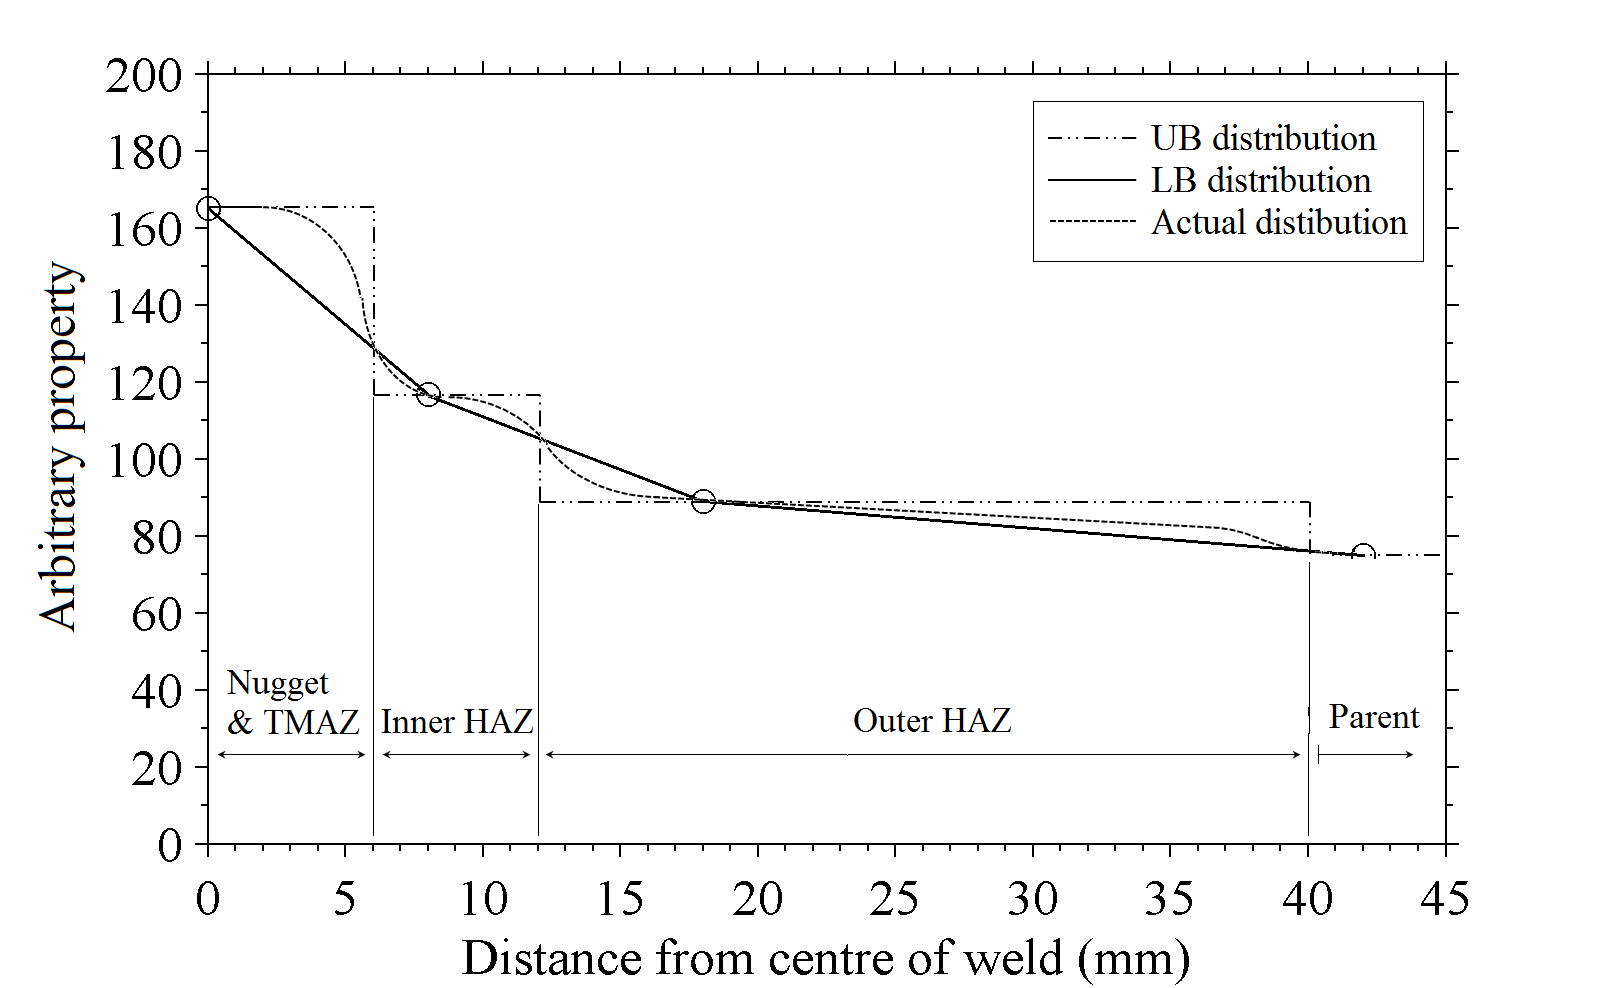 200
180
160
140
120
100
80
60
40
20
0
Arbitrary property
UB distribution
LB distribution
Actual distibution
Nugget
& TMAZ
Inner HAZ
Outer HAZ
Parent
0 5 10 15 20 25 30 35 40 45
Distance from centre of weld (mm)